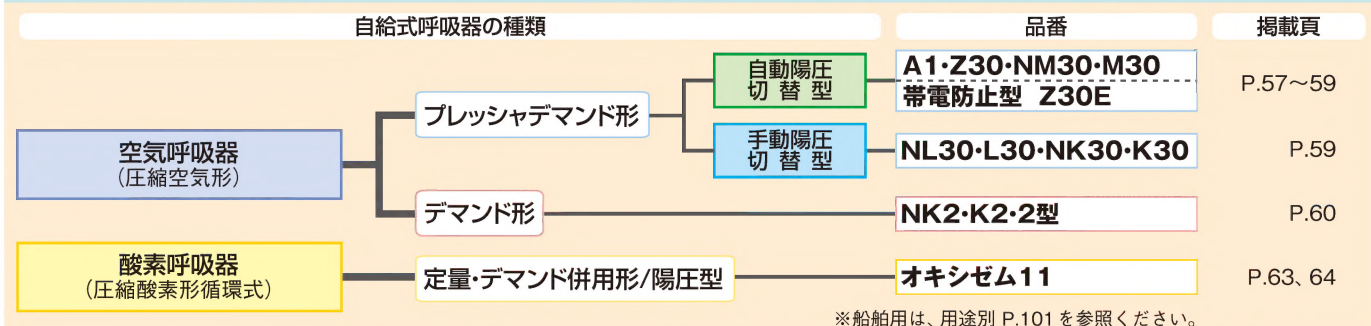 自給式呼吸器の種類 品番 掲載頁
空気呼吸器
(圧縮空気形)
プレッシャデマンド形
自動陽圧
切替型
A1・Z30・NM30・M30
帯電防止型 Z30E
P.57～59
手動陽圧
切替型
NL30・L30・NK30・K30
P.59
デマンド形
NK2・K2・2型
P.60
酸素呼吸器
(圧縮酸素形循環式)
定量・デマンド併用形/陽圧型
オキシゼム11
P.63、64
※船舶用は、用途別 P.101 を参照ください。